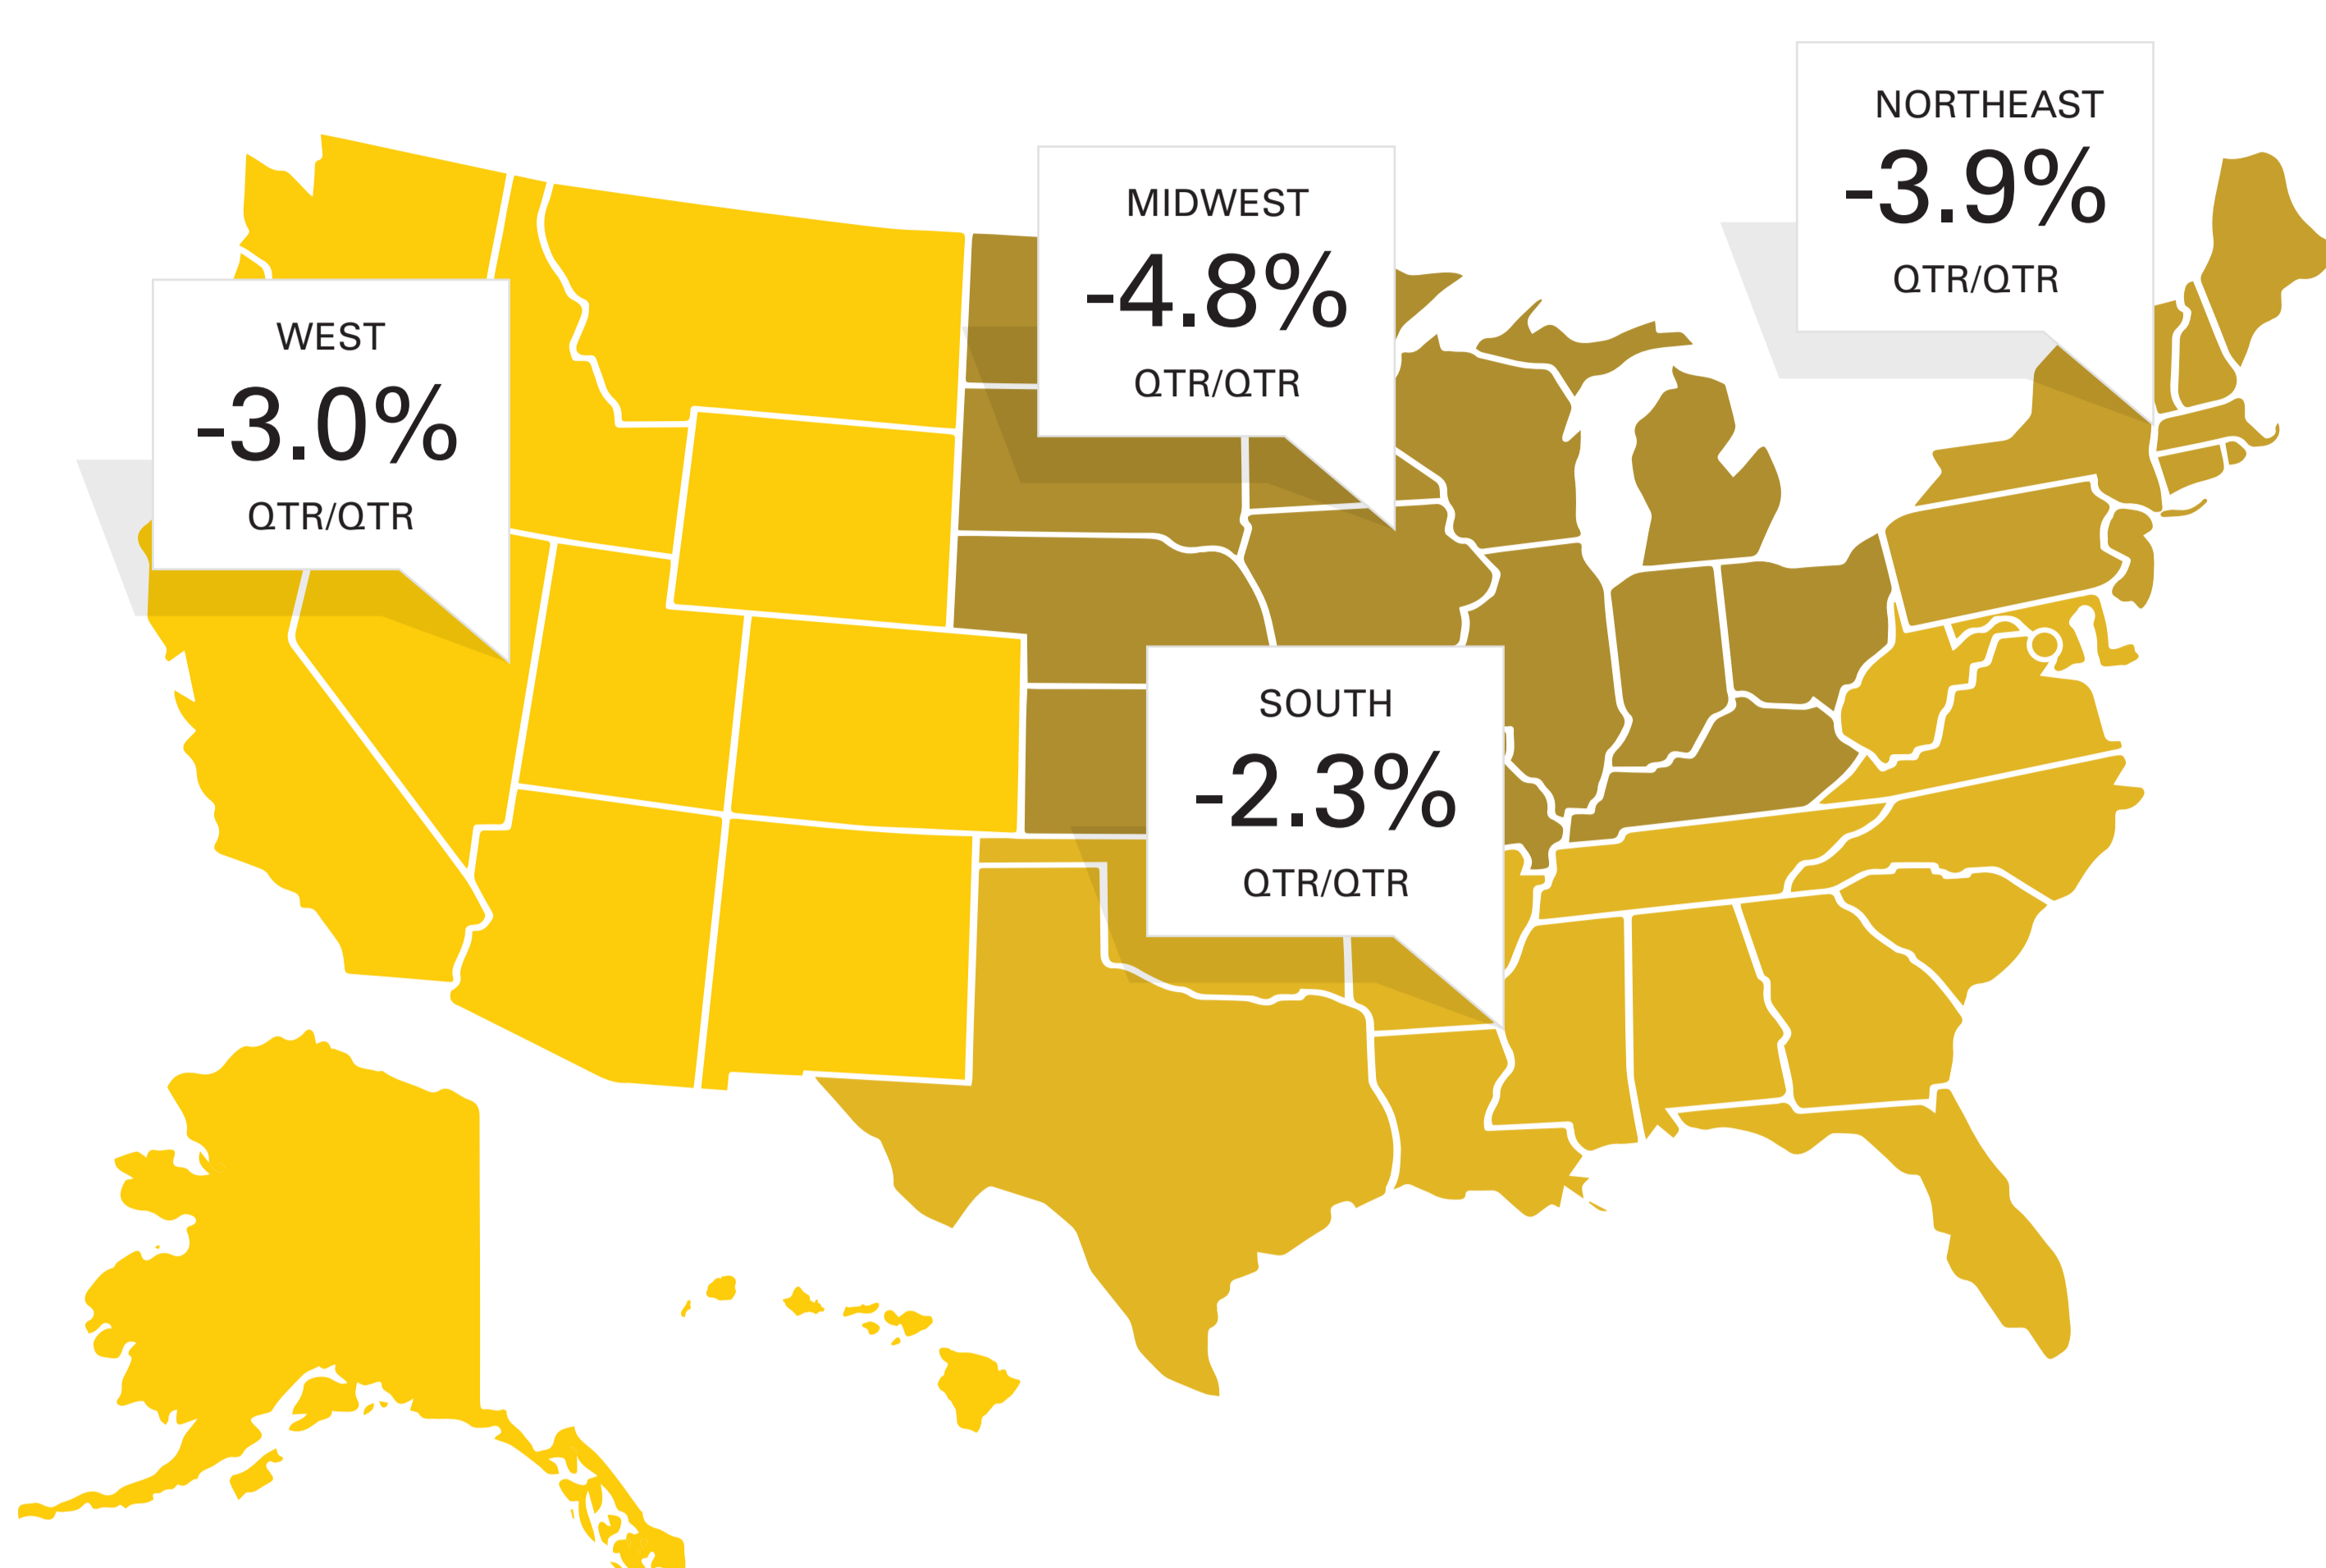 WEST
-3.0%
QTR/QTR
MIDWEST
-4.8%
QTR/QTR
NORTHEAST
-3.9%
QTR/QTR
SOUTH
-2.3%
QTR/QTR